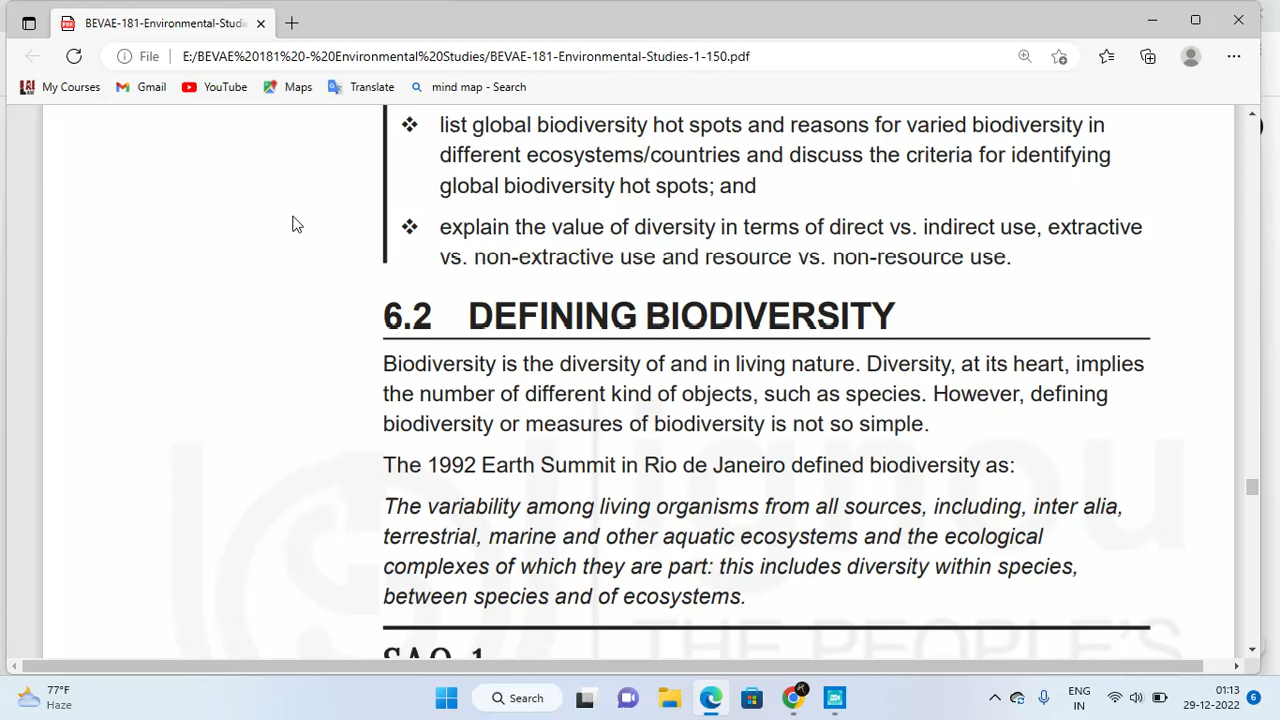 BEVAE-181-Environmental-Studi
File
E:/BEVAE%20181%20-%20Environmental%20Studies/BEVAE-181-Environmental-Studies-1-150.pdf
My Courses
Gmail
YouTube
Maps
Translate
mind map - Search
❖ list global biodiversity hot spots and reasons for varied biodiversity in
different ecosystems/countries and discuss the criteria for identifying
global biodiversity hot spots; and
❖ explain the value of diversity in terms of direct vs. indirect use, extractive
vs. non-extractive use and resource vs. non-resource use.
6.2 DEFINING BIODIVERSITY
Biodiversity is the diversity of and in living nature. Diversity, at its heart, implies
the number of different kind of objects, such as species. However, defining
biodiversity or measures of biodiversity is not so simple.
The 1992 Earth Summit in Rio de Janeiro defined biodiversity as:
The variability among living organisms from all sources, including, inter alia,
terrestrial, marine and other aquatic ecosystems and the ecological
complexes of which they are part: this includes diversity within species,
between species and of ecosystems.
SAQ 1
ignou
THE PEOPLE'S
77°F
Haze
Search
ENG
IN
01:13
29-12-2022
6